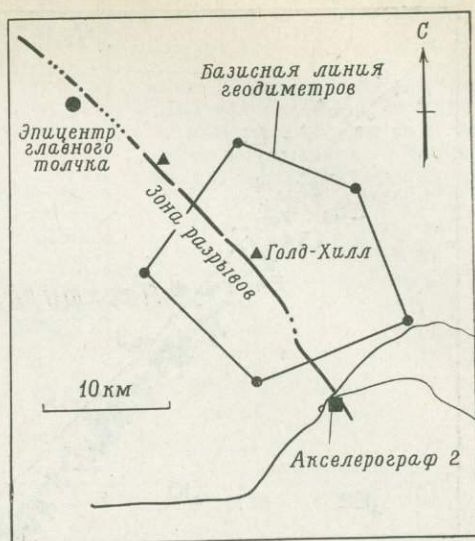 С
Базисная линия
геодиметров
Эпицентр
главного
толчка
Зона разрывов
Голд-Хилл
10 км
Акселерограф 2